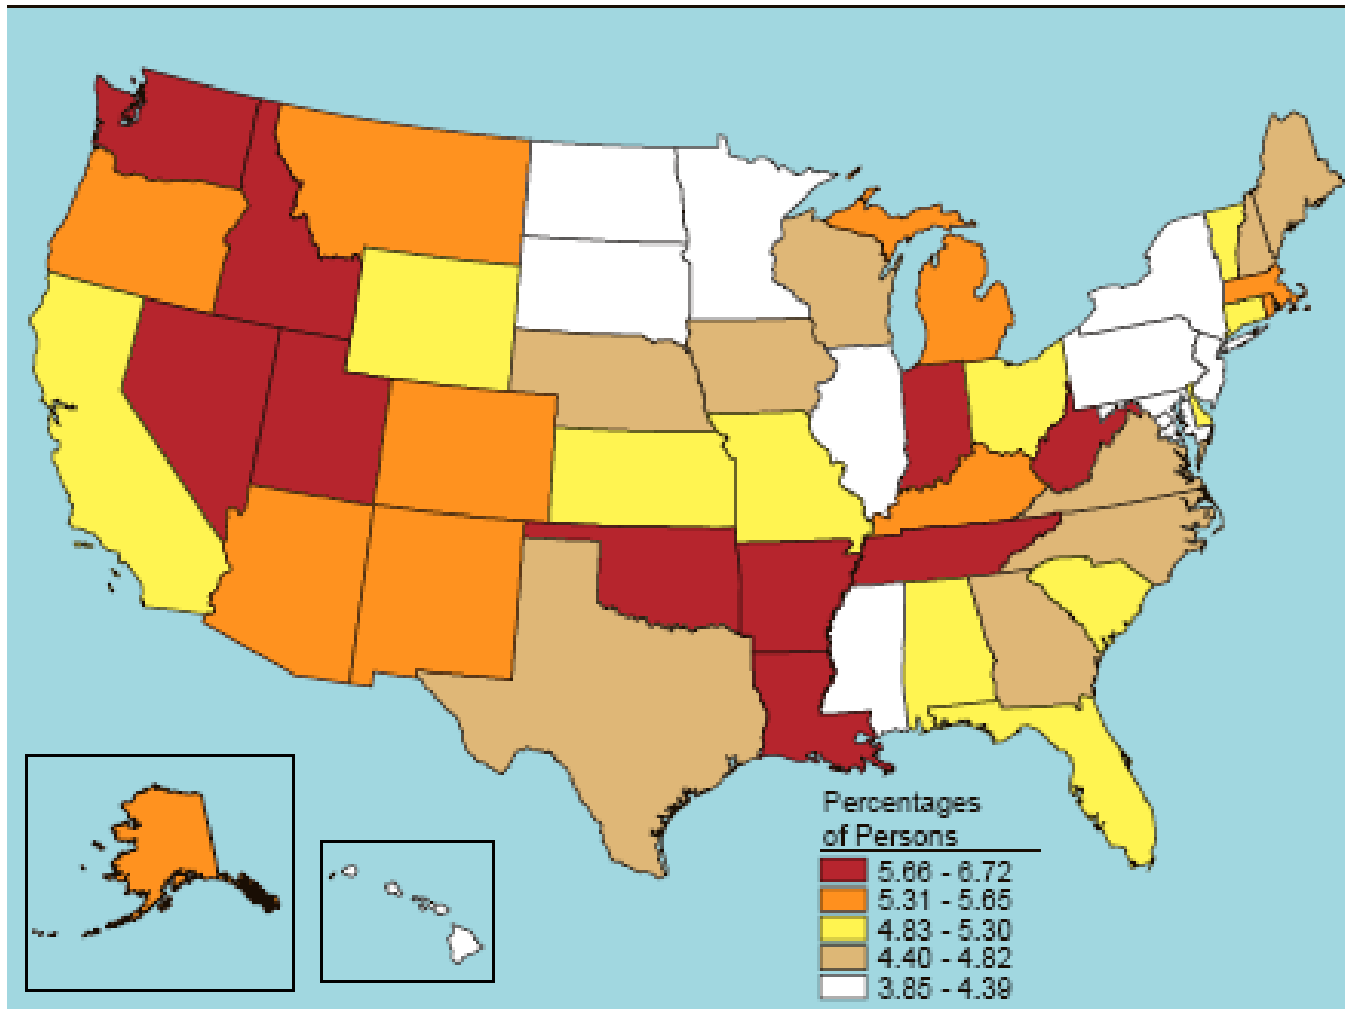 Percentages
of Persons
5.66 - 6.72
5.31 - 5.65
4.83 - 5.30
4.40 - 4.82
3.85 - 4.39